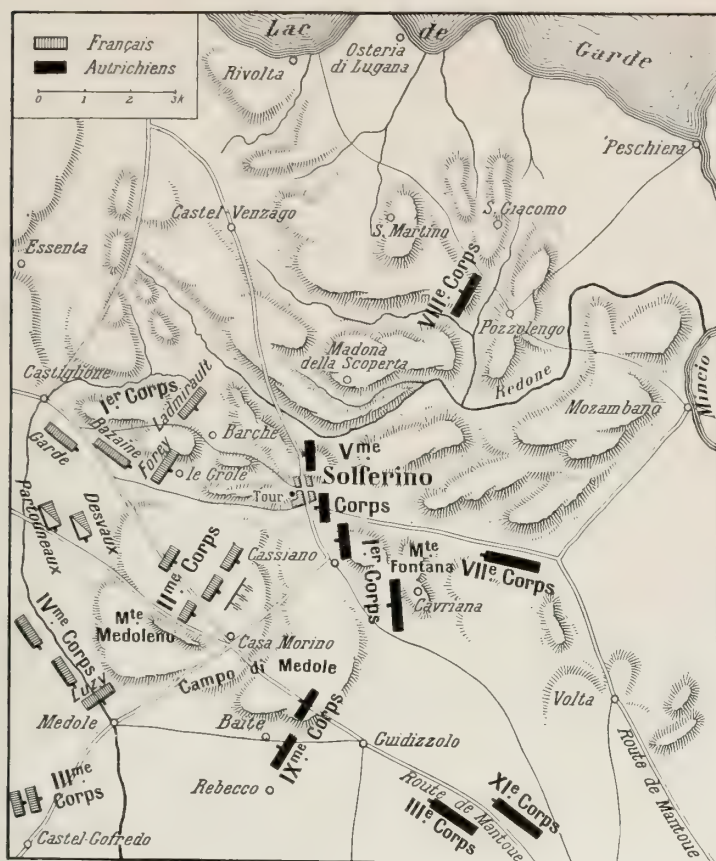 Français
Autrichiens
0 1 2 3k
Lac de Garde
Osteria
di Lugana
Rivolta
Peschiera
Castel-Venzago
S. Martino
S. Giacomo
Essenta
VIIIe. Corps
Pozzolengo
Madona
della Scoperta
Redone
Mincio
Castiglione
Ier. Corps
Ladmirault
Mozambano
Garde
Bazaine
Forey
Barche
le Grole
Vme
Solferino
Tour
Corps
Partouneaux
Desvaux
IIme Corps
Cassiano
Ier. Corps
Mte
Fontana
VIIe. Corps
Cavriana
IVme Corps
Mte
Medoleno
Casa Morino
Luzy
Campo di Medole
Volta
Medole
Baite
IXme Corps
Guidizzolo
Route de Mantoue
IIIme
Corps
Rebecco
Route de Mantoue
XIe. Corps
IIIe. Corps
Castel-Gofredo